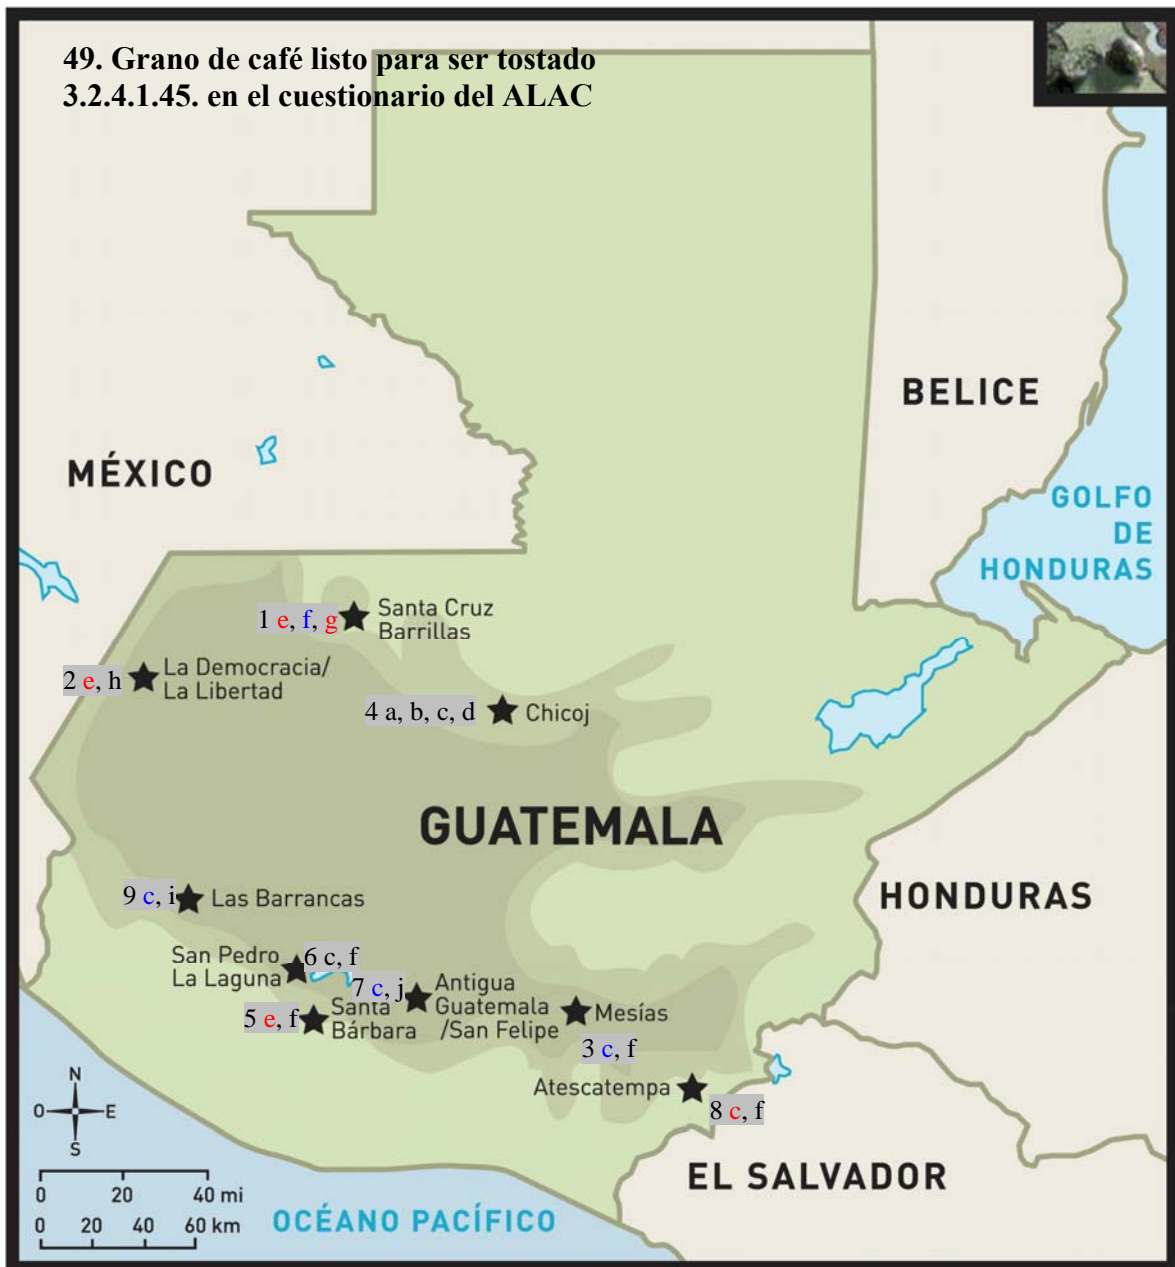 49. Grano de café listo para ser tostado
3.2.4.1.45. en el cuestionario del ALAC
BELICE
MÉXICO
GOLFO
DE
HONDURAS
1 e, f, g
Santa Cruz
Barrillas
2 e, h
La Democracia/
La Libertad
4 a, b, c, d
Chicoj
GUATEMALA
9 c, i
Las Barrancas
HONDURAS
San Pedro
La Laguna
6 c, f
7 c, j
Antigua
Guatemala
/San Felipe
5 e, f
Santa
Bárbara
Mesías
3 c, f
Atescatempa
8 c, f
N
O
E
S
EL SALVADOR
0 20 40 mi
0 20 40 60 km
OCÉANO PACÍFICO